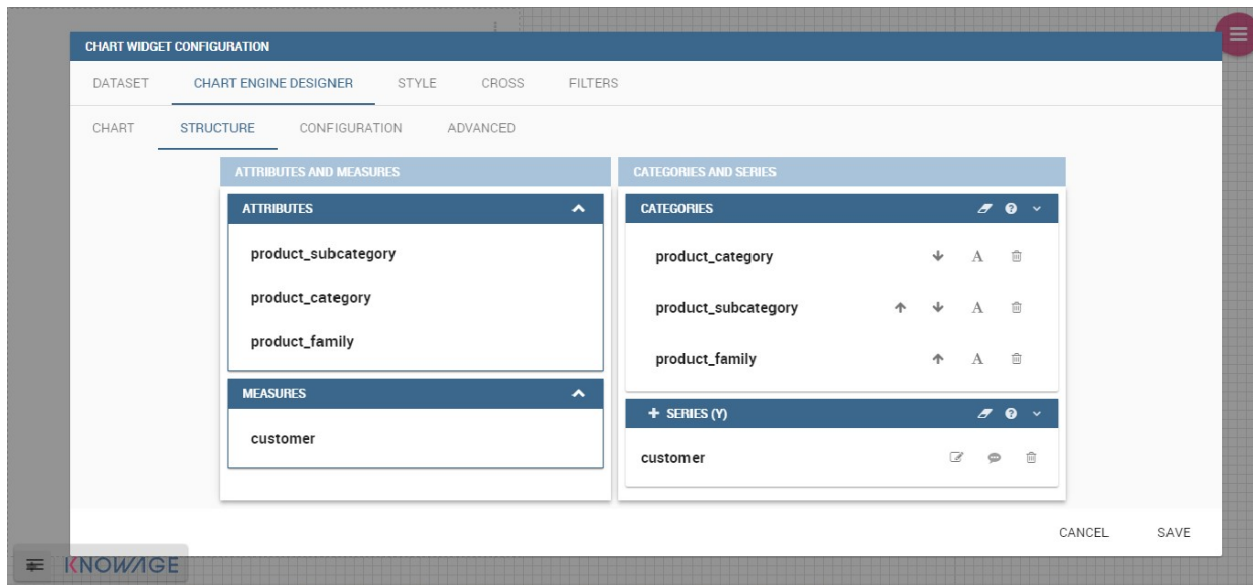 CHART WIDGET CONFIGURATION
DATASET CHART ENGINE DESIGNER STYLE CROSS FILTERS
CHART STRUCTURE CONFIGURATION ADVANCED
ATTRIBUTES AND MEASURES
ATTRIBUTES
product_subcategory
product_category
product_family
MEASURES
customer
CATEGORIES AND SERIES
CATEGORIES
product_category A
product_subcategory A
product_family A
+ SERIES (Y)
customer
CANCEL SAVE
KNOWAGE